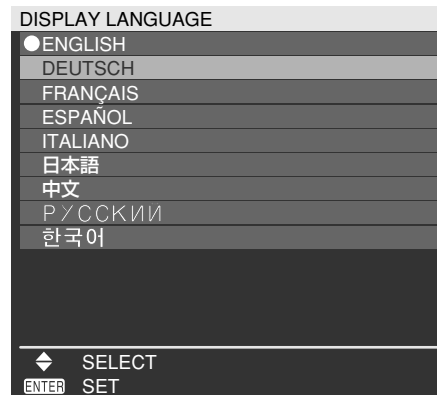 DISPLAY LANGUAGE
ENGLISH
DEUTSCH
FRANÇAIS
ESPAÑOL
ITALIANO
日本語
中文
РУССКИИ
한국어
SELECT
ENTER SET